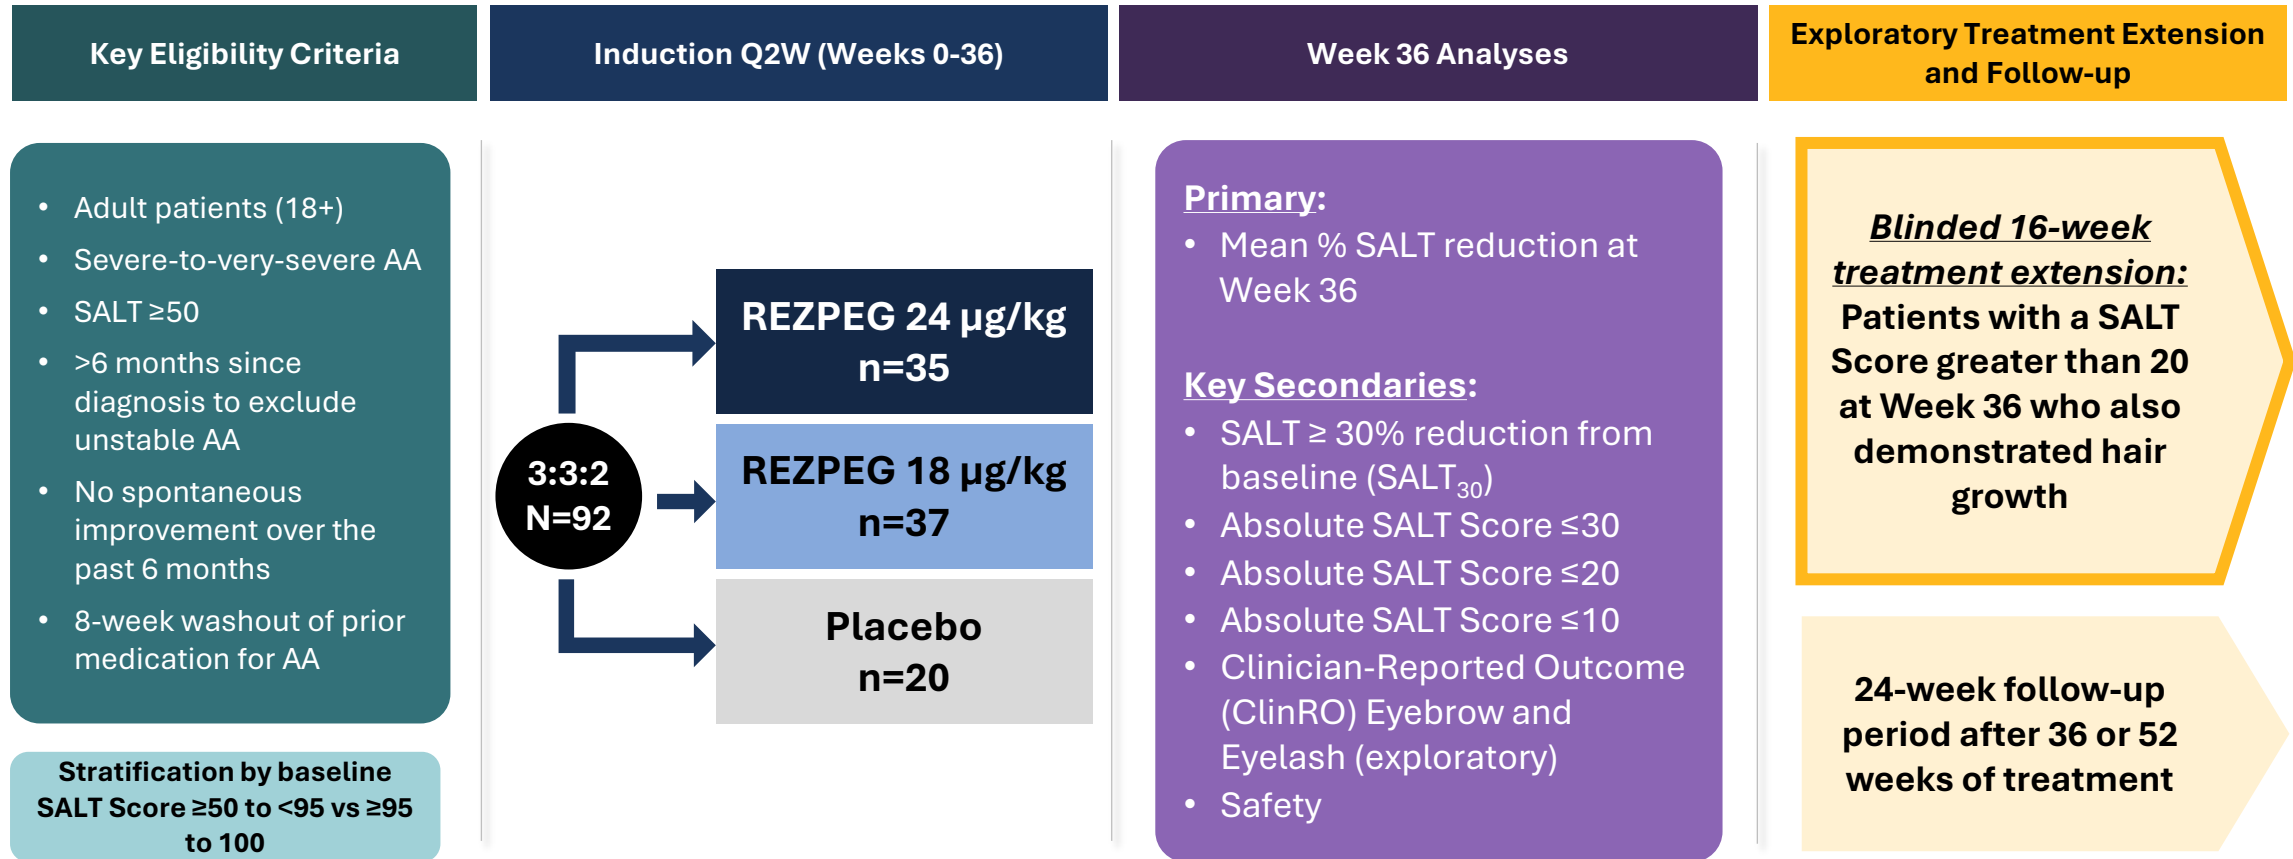 Key Eligibility Criteria
Induction Q2W (Weeks 0-36)
Week 36 Analyses
Exploratory Treatment Extension
and Follow-up
• Adult patients (18+)
• Severe-to-very-severe AA
• SALT ≥50
• >6 months since
diagnosis to exclude
unstable AA
• No spontaneous
improvement over the
past 6 months
• 8-week washout of prior
medication for AA
Stratification by baseline
SALT Score ≥50 to <95 vs ≥95
to 100
3:3:2
N=92
REZPEG 24 µg/kg
n=35
REZPEG 18 µg/kg
n=37
Placebo
n=20
Primary:
• Mean % SALT reduction at
Week 36
Key Secondaries:
• SALT ≥ 30% reduction from
baseline (SALT₃₀)
• Absolute SALT Score ≤30
• Absolute SALT Score ≤20
• Absolute SALT Score ≤10
• Clinician-Reported Outcome
(ClinRO) Eyebrow and
Eyelash (exploratory)
• Safety
Blinded 16-week
treatment extension:
Patients with a SALT
Score greater than 20
at Week 36 who also
demonstrated hair
growth
24-week follow-up
period after 36 or 52
weeks of treatment